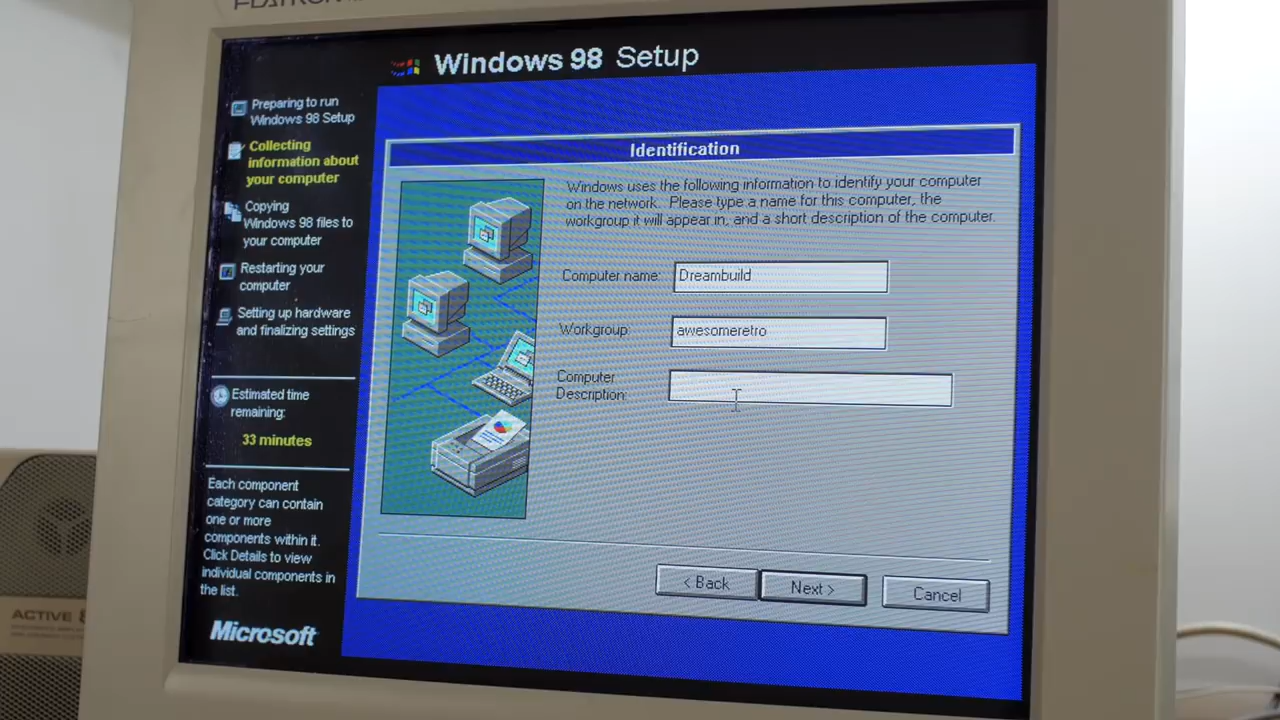 Windows 98 Setup
Preparing to run
Windows 98 Setup
Collecting
information about
your computer
Copying
Windows 98 files to
your computer
Restarting your
computer
Setting up hardware
and finalizing settings
Estimated time
remaining:
33 minutes
Each component
category can contain
one or more
components within it.
Click Details to view
individual components in
the list.
Microsoft
Identification
Windows uses the following information to identify your computer
on the network. Please type a name for this computer, the
workgroup it will appear in, and a short description of the computer.
Computer name: Dreambuild
Workgroup: awesomeretro
Computer
Description:
< Back Next > Cancel
ACTIVE